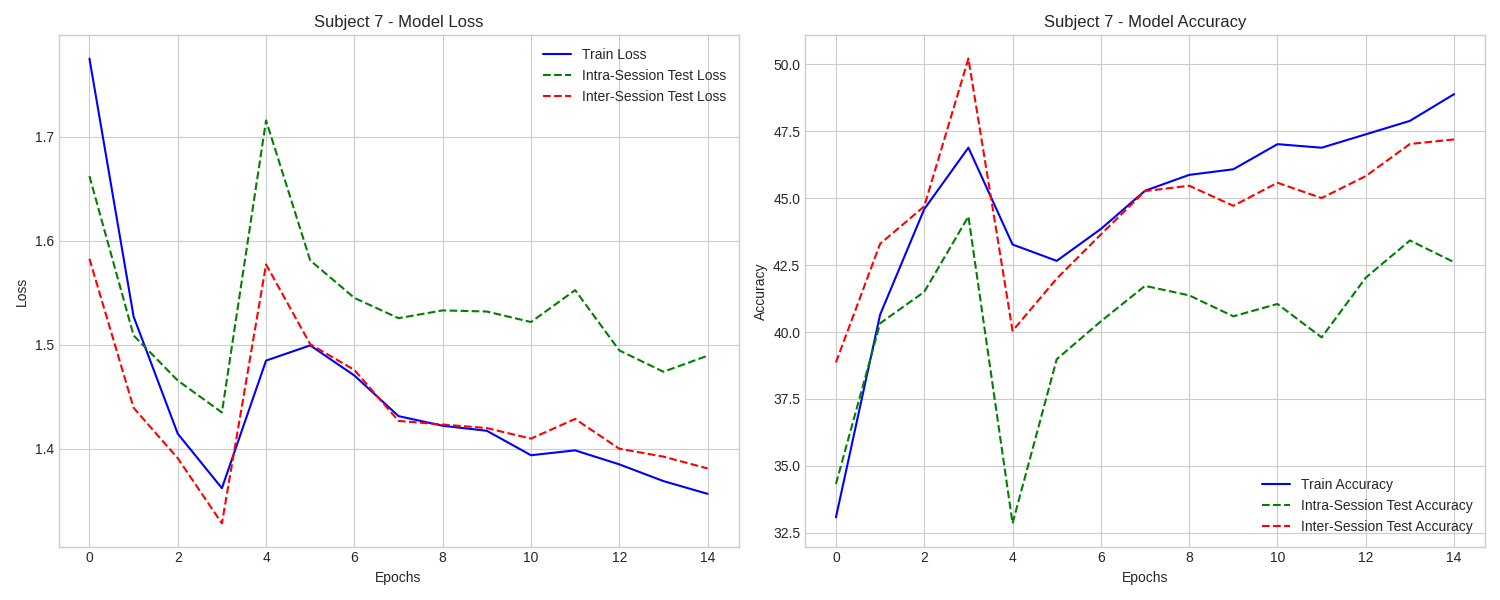 Subject 7 - Model Loss
Train Loss
Intra-Session Test Loss
Inter-Session Test Loss
1.7
1.6
1.5
1.4
Loss
0 2 4 6 8 10 12 14
Epochs
Subject 7 - Model Accuracy
50.0
47.5
45.0
42.5
40.0
37.5
35.0
32.5
Accuracy
Train Accuracy
Intra-Session Test Accuracy
Inter-Session Test Accuracy
0 2 4 6 8 10 12 14
Epochs